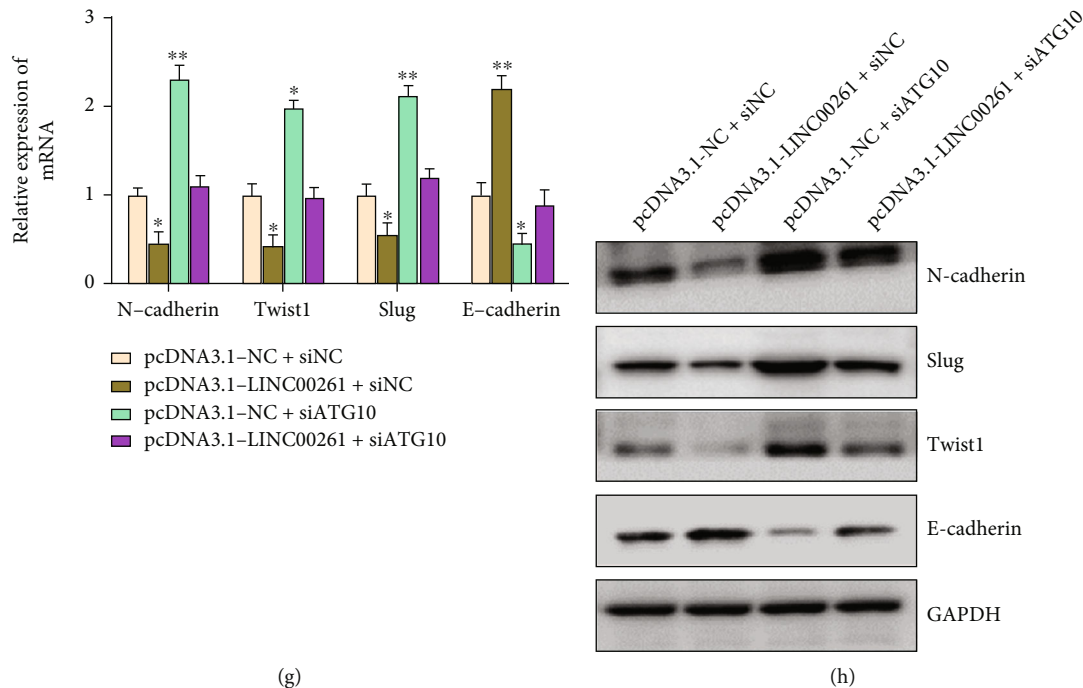 3
2
1
0
Relative expression of
mRNA
**
*
*
*
**
*
**
*
*
N–cadherin
Twist1
Slug
E–cadherin
pcDNA3.1–NC + siNC
pcDNA3.1–LINC00261 + siNC
pcDNA3.1–NC + siATG10
pcDNA3.1–LINC00261 + siATG10
(g)
pcDNA3.1-NC + siNC
pcDNA3.1-LINC00261 + siNC
pcDNA3.1-NC + siATG10
pcDNA3.1-LINC00261 + siATG10
N-cadherin
Slug
Twist1
E-cadherin
GAPDH
(h)